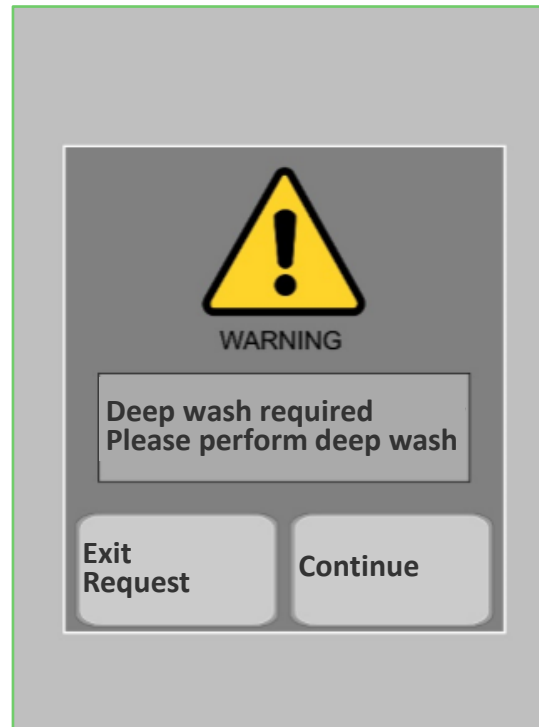 WARNING
Deep wash required
Please perform deep wash
Exit
Request
Continue